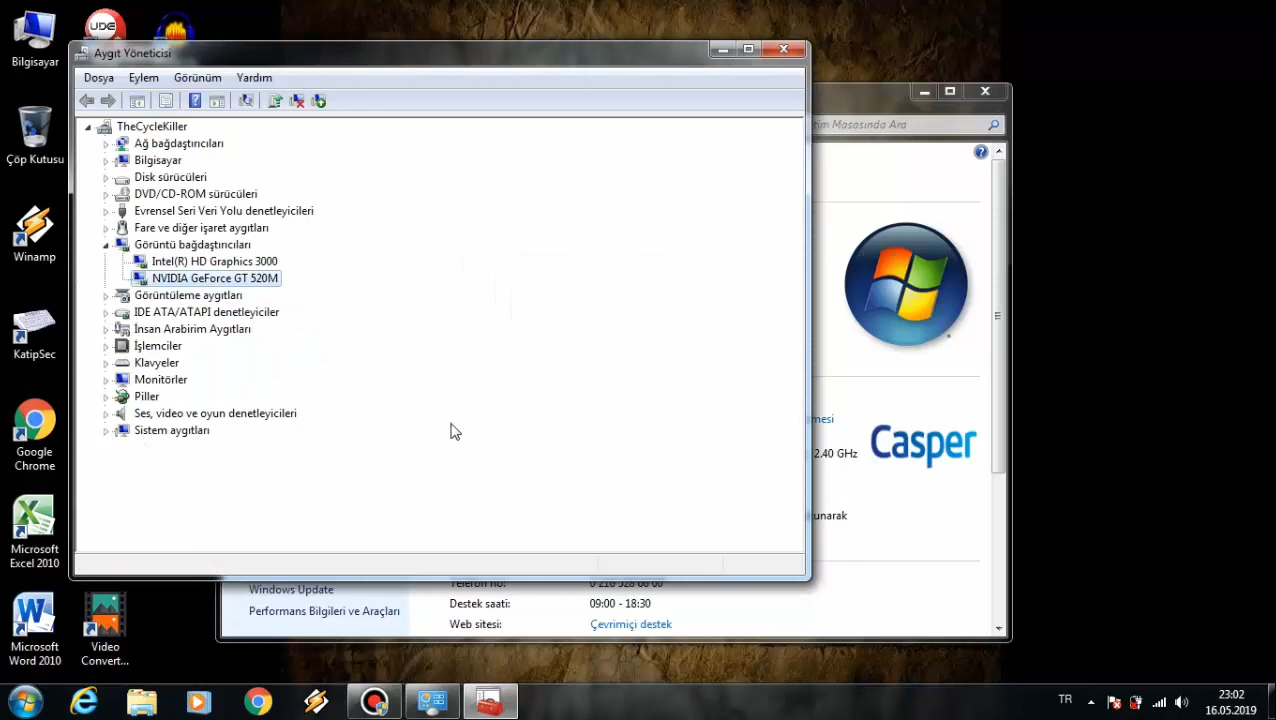 Bilgisayar
UDE
Çöp Kutusu
Winamp
KatipSec
Google
Chrome
Microsoft
Excel 2010
Microsoft
Word 2010
Video
Convert...
Aygıt Yöneticisi
Dosya Eylem Görünüm Yardım
TheCycleKiller
Ağ bağdaştırıcıları
Bilgisayar
Disk sürücüleri
DVD/CD-ROM sürücüleri
Evrensel Seri Veri Yolu denetleyicileri
Fare ve diğer işaret aygıtları
Görüntü bağdaştırıcıları
Intel(R) HD Graphics 3000
NVIDIA GeForce GT 520M
Görüntüleme aygıtları
IDE ATA/ATAPI denetleyiciler
İnsan Arabirim Aygıtları
İşlemciler
Klavyeler
Monitörler
Piller
Ses, video ve oyun denetleyicileri
Sistem aygıtları
tim Masasında Ara
mesi
2.40 GHz
Casper
unarak
Telefon no: 0 216 528 66 00
Windows Update
Destek saati: 09:00 - 18:30
Performans Bilgileri ve Araçları
Web sitesi: Çevrimiçi destek
TR
23:02
16.05.2019